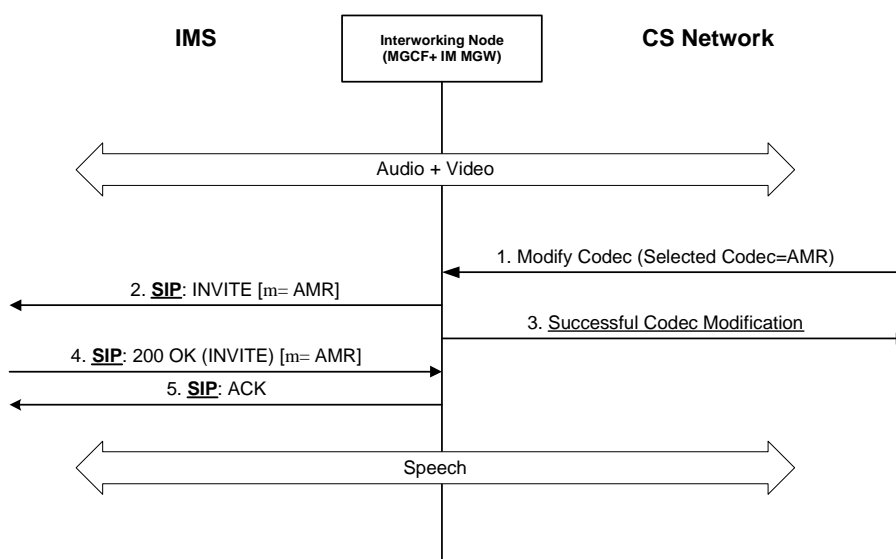 IMS
Interworking Node
(MGCF+ IM MGW)
CS Network
Audio + Video
1. Modify Codec (Selected Codec=AMR)
2. SIP: INVITE [m= AMR]
3. Successful Codec Modification
4. SIP: 200 OK (INVITE) [m= AMR]
5. SIP: ACK
Speech